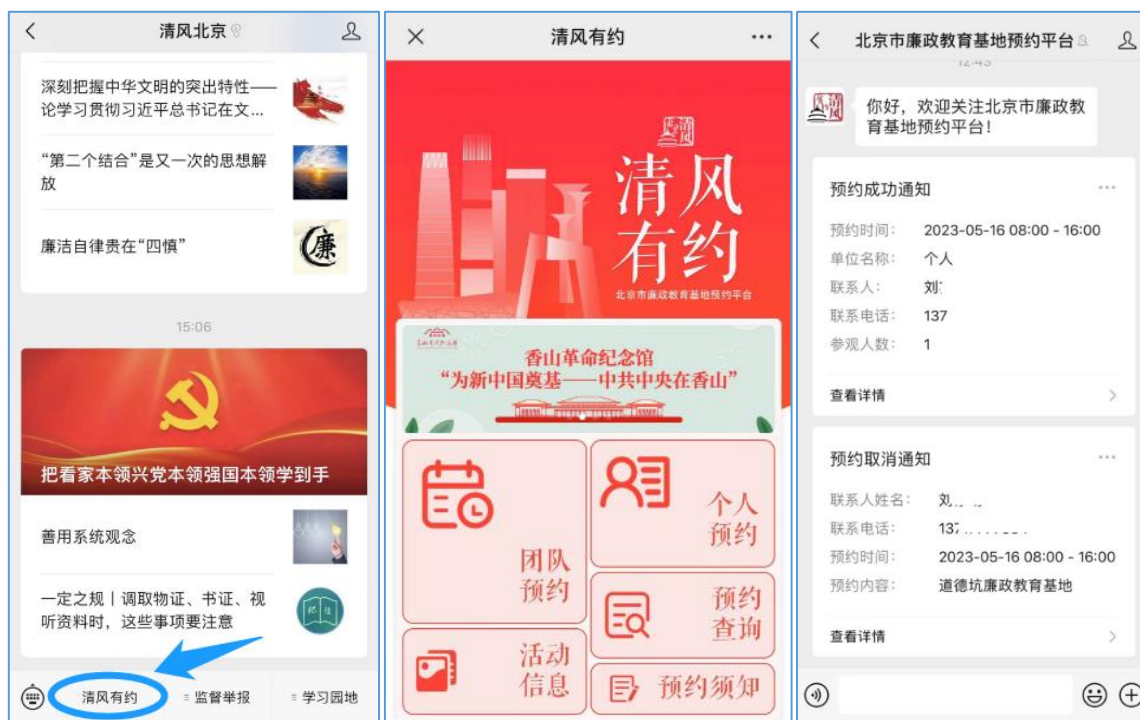 清风北京
深刻把握中华文明的突出特性——
论学习贯彻习近平总书记在文...
“第二个结合”是又一次的思想解
放
廉洁自律贵在“四慎”
廉
15:06
把看家本领兴党本领强国本领学到手
善用系统观念
一定之规丨调取物证、书证、视
听资料时，这些事项要注意
清风有约
监督举报
学习园地
清风有约
清风
有约
北京市廉政教育基地预约平台
香山革命纪念馆
“为新中国奠基——中共中央在香山”
团队
预约
个人
预约
预约
查询
活动
信息
预约须知
北京市廉政教育基地预约平台
12:43
清风
你好，欢迎关注北京市廉政教
育基地预约平台！
预约成功通知
预约时间： 2023-05-16 08:00 - 16:00
单位名称： 个人
联系人： 刘
联系电话： 137
参观人数： 1
查看详情
预约取消通知
联系人姓名： 刘
联系电话： 137
预约时间： 2023-05-16 08:00 - 16:00
预约内容： 道德坑廉政教育基地
查看详情